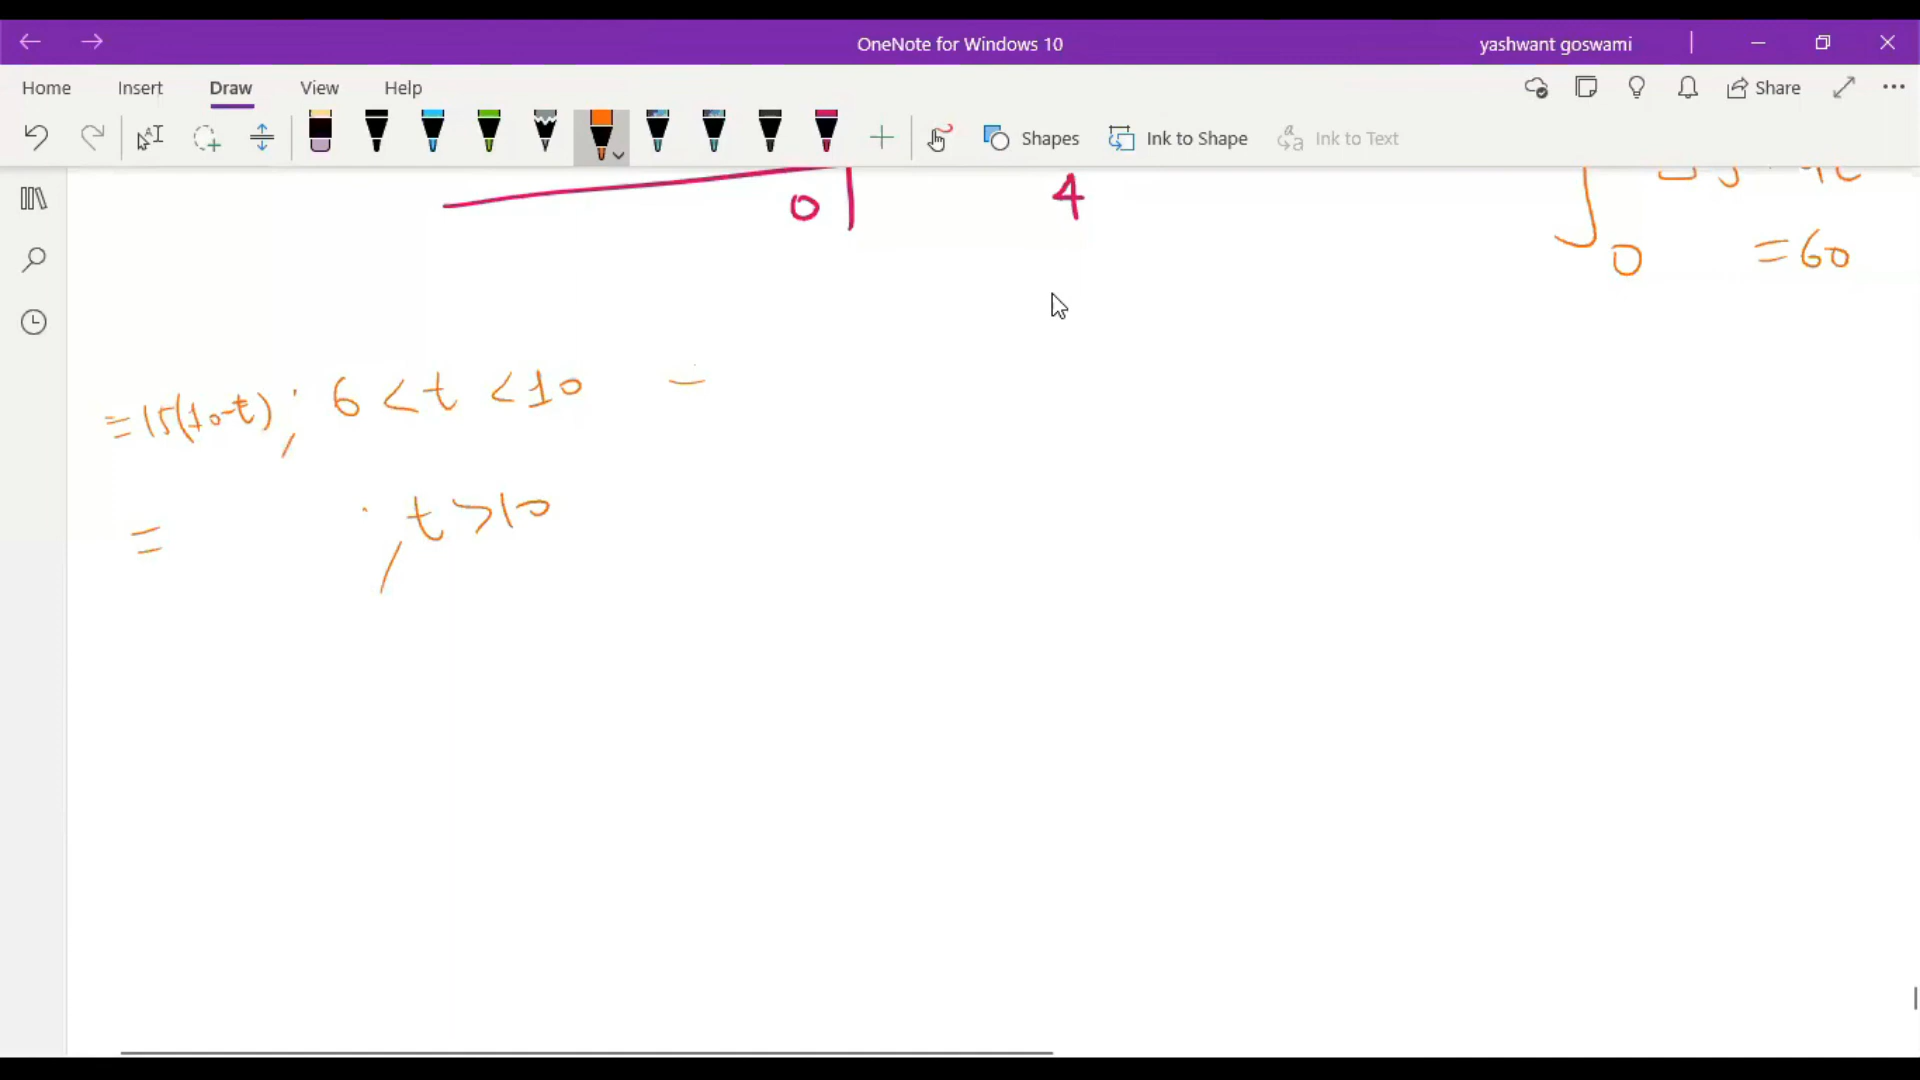 OneNote for Windows 10
yashwant goswami
Home Insert Draw View Help Share
Shapes Ink to Shape Ink to Text
0 4
0 =60
=15(10-t); 6<t<10 =
= ; t>10